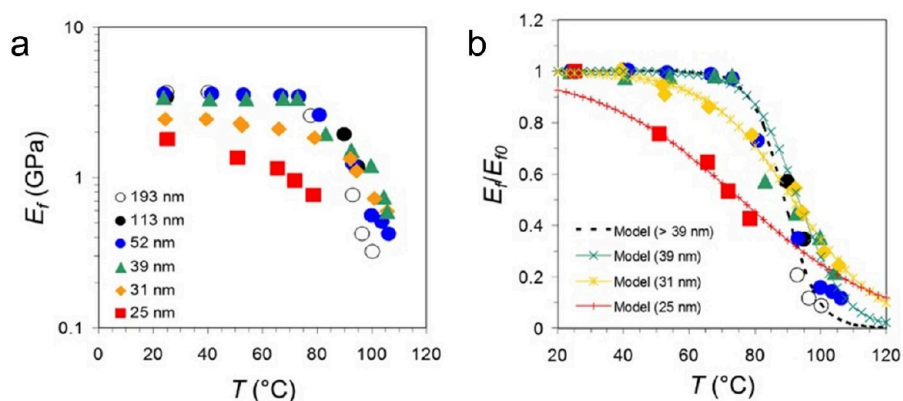 a
E_f (GPa)
10
1
0.1
193 nm
113 nm
52 nm
39 nm
31 nm
25 nm
0 20 40 60 80 100 120
T (°C)
b
E_f/E_f0
1
0.8
0.6
0.4
0.2
0
Model (> 39 nm)
Model (39 nm)
Model (31 nm)
Model (25 nm)
20 40 60 80 100 120
T (°C)